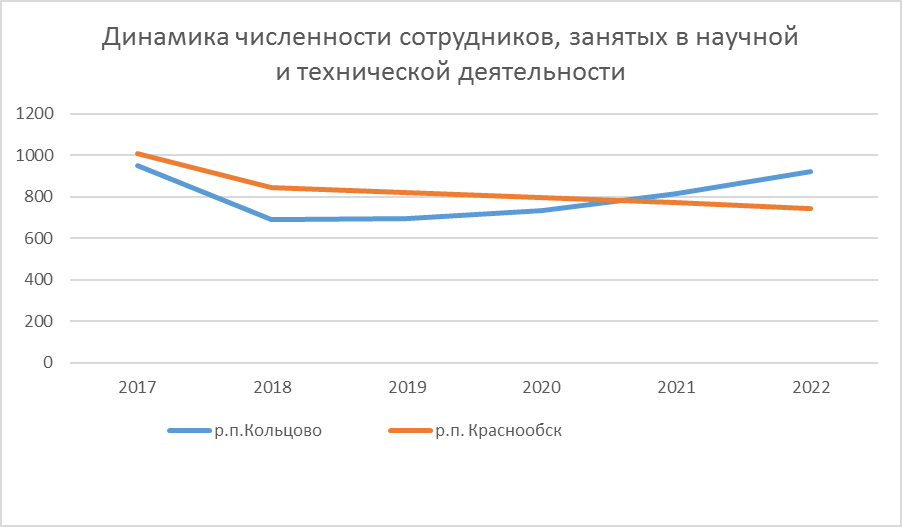 Динамика численности сотрудников, занятых в научной
и технической деятельности
1200
1000
800
600
400
200
0
2017 2018 2019 2020 2021 2022
р.п.Кольцово р.п. Краснообск